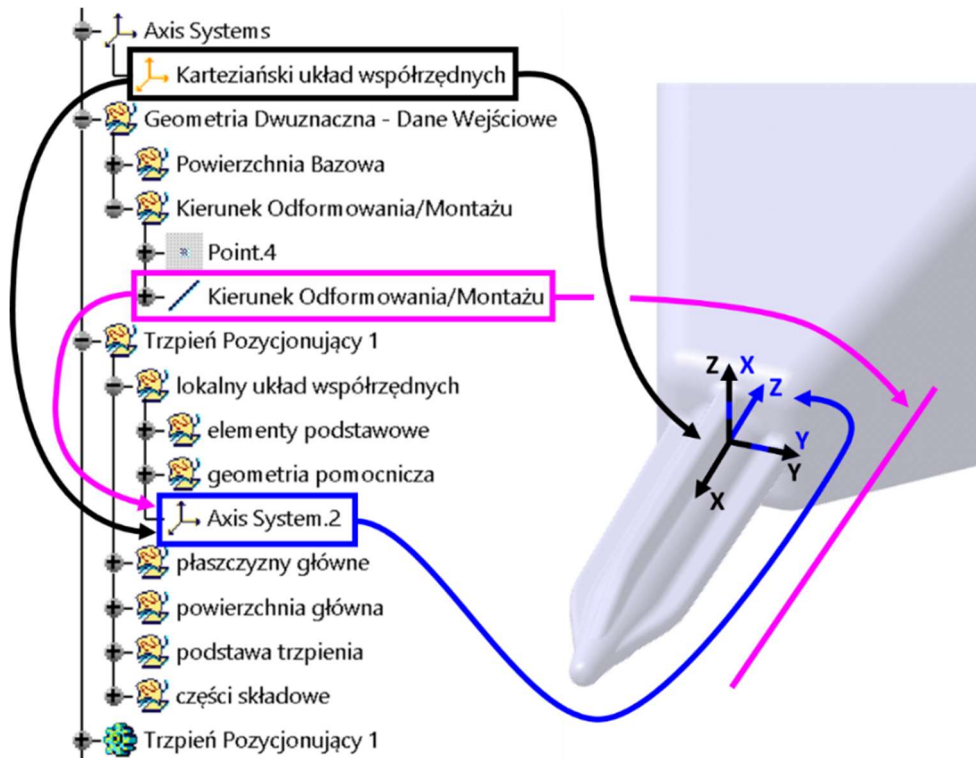 Axis Systems
Karteziański układ współrzędnych
Geometria Dwuznaczna - Dane Wejściowe
Powierzchnia Bazowa
Kierunek Odformowania/Montażu
Point.4
Kierunek Odformowania/Montażu
Trzpień Pozycjonujący 1
lokalny układ współrzędnych
elementy podstawowe
geometria pomocnicza
Axis System.2
płaszczyzny główne
powierzchnia główna
podstawa trzpienia
części składowe
Trzpień Pozycjonujący 1
Z X
Z
Y
Y
X